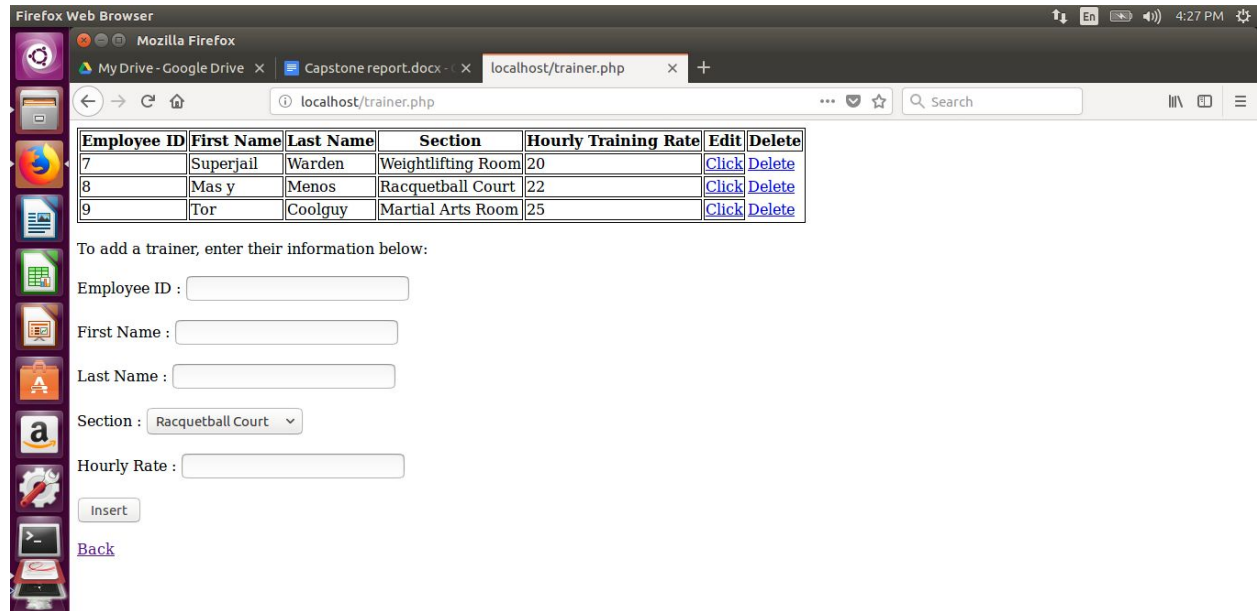 Firefox Web Browser
En
4:27 PM
Mozilla Firefox
My Drive - Google Drive
Capstone report.docx -
localhost/trainer.php
localhost/trainer.php
Search
Employee ID First Name Last Name Section Hourly Training Rate Edit Delete
7 Superjail Warden Weightlifting Room 20 Click Delete
8 Mas y Menos Racquetball Court 22 Click Delete
9 Tor Coolguy Martial Arts Room 25 Click Delete
To add a trainer, enter their information below:
Employee ID :
First Name :
Last Name :
Section : Racquetball Court
Hourly Rate :
Insert
Back